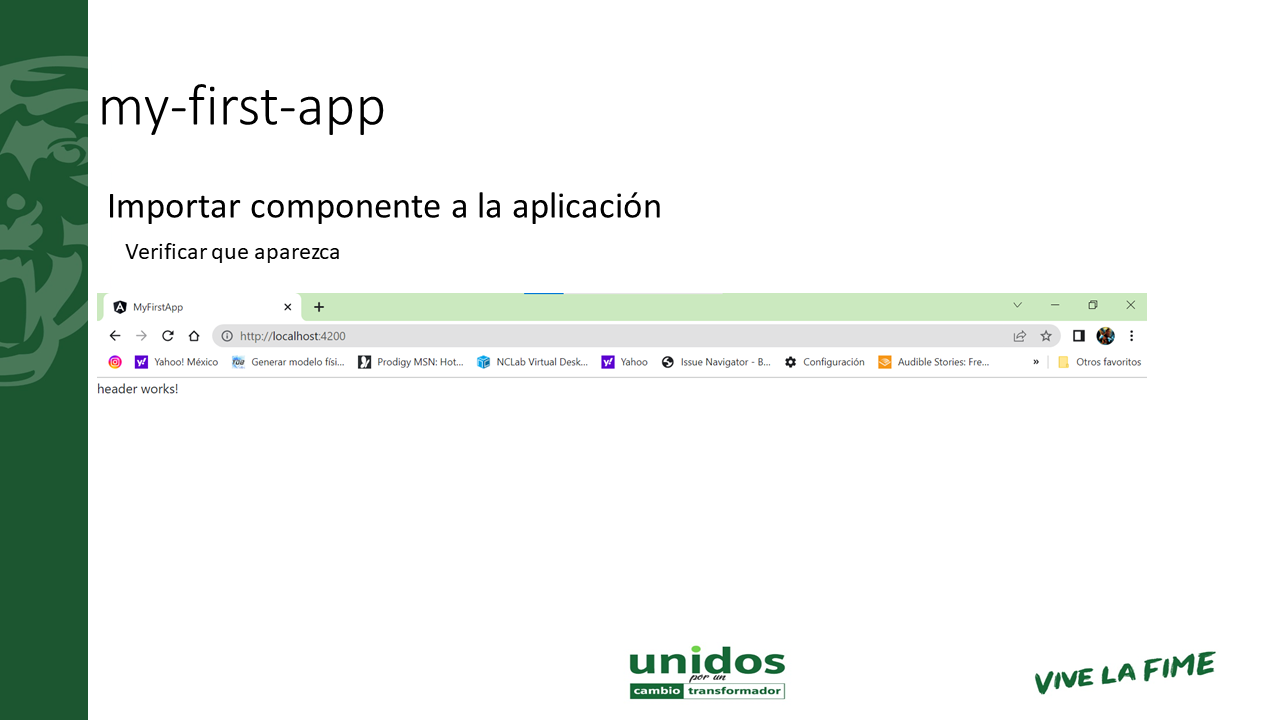 my-first-app
Importar componente a la aplicación
Verificar que aparezca
MyFirstApp
http://localhost:4200
Yahoo! México Generar modelo físi... Prodigy MSN: Hot... NCLab Virtual Desk... Yahoo Issue Navigator - B... Configuración Audible Stories: Fre... » Otros favoritos
header works!
unidos
por un
cambio transformador
VIVE LA FIME